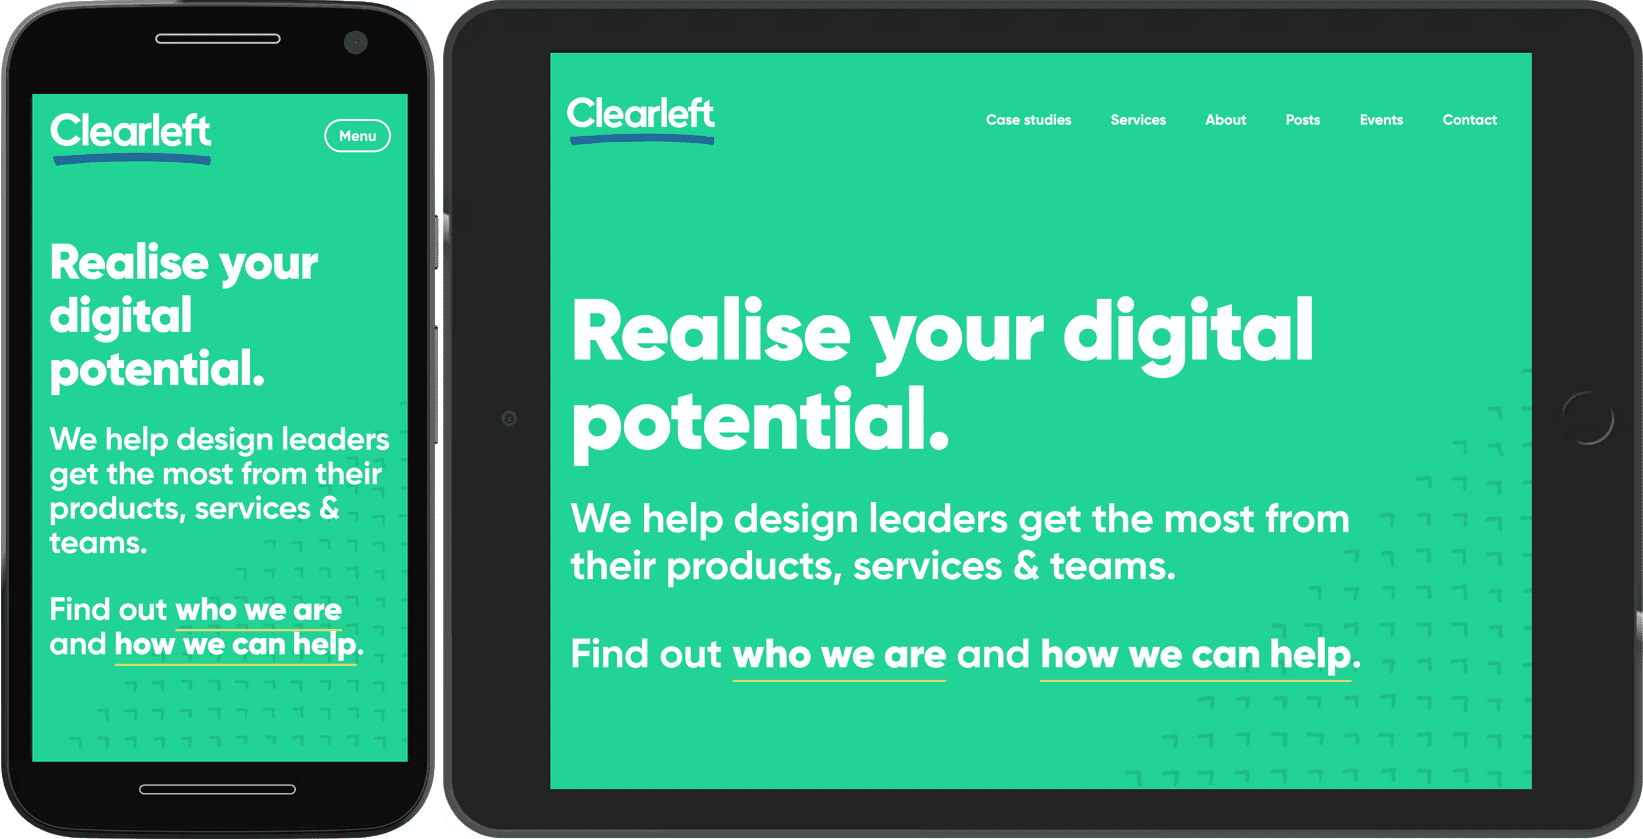 Clearleft
Menu
Realise your
digital
potential.
We help design leaders
get the most from their
products, services &
teams.
Find out who we are
and how we can help.
Clearleft
Case studies Services About Posts Events Contact
Realise your digital
potential.
We help design leaders get the most from
their products, services & teams.
Find out who we are and how we can help.